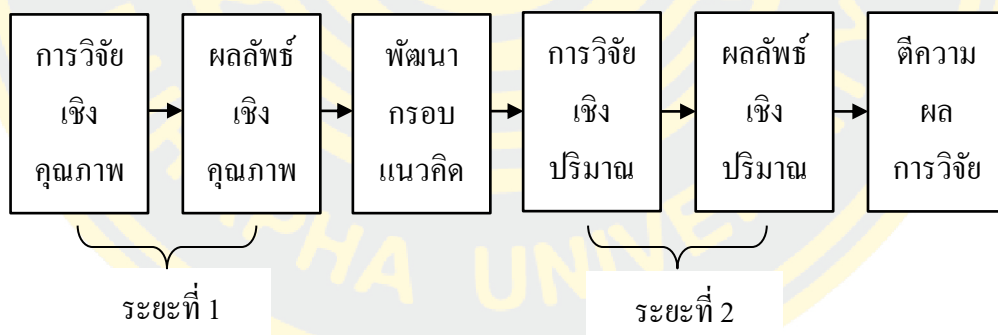 การวิจัย
เชิง
คุณภาพ
ผลลัพธ์
เชิง
คุณภาพ
พัฒนา
กรอบ
แนวคิด
การวิจัย
เชิง
ปริมาณ
ผลลัพธ์
เชิง
ปริมาณ
ตีความ
ผล
การวิจัย
ระยะที่ 1
ระยะที่ 2
APHA UNIVE